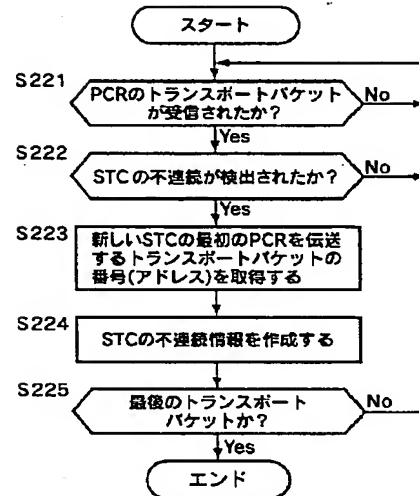 スタート
S221
PCRのトランスポートパケット
が受信されたか？
No
Yes
S222
STCの不連続が検出されたか？
No
Yes
S223
新しいSTCの最初のPCRを伝送
するトランスポートパケットの
番号(アドレス)を取得する
S224
STCの不連続情報を作成する
S225
最後のトランスポート
パケットか？
No
Yes
エンド